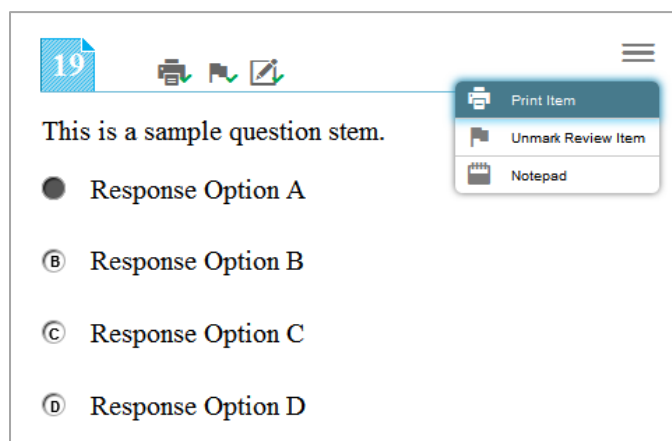 19
Print Item
This is a sample question stem.
Unmark Review Item
Notepad
Response Option A
B Response Option B
C Response Option C
D Response Option D